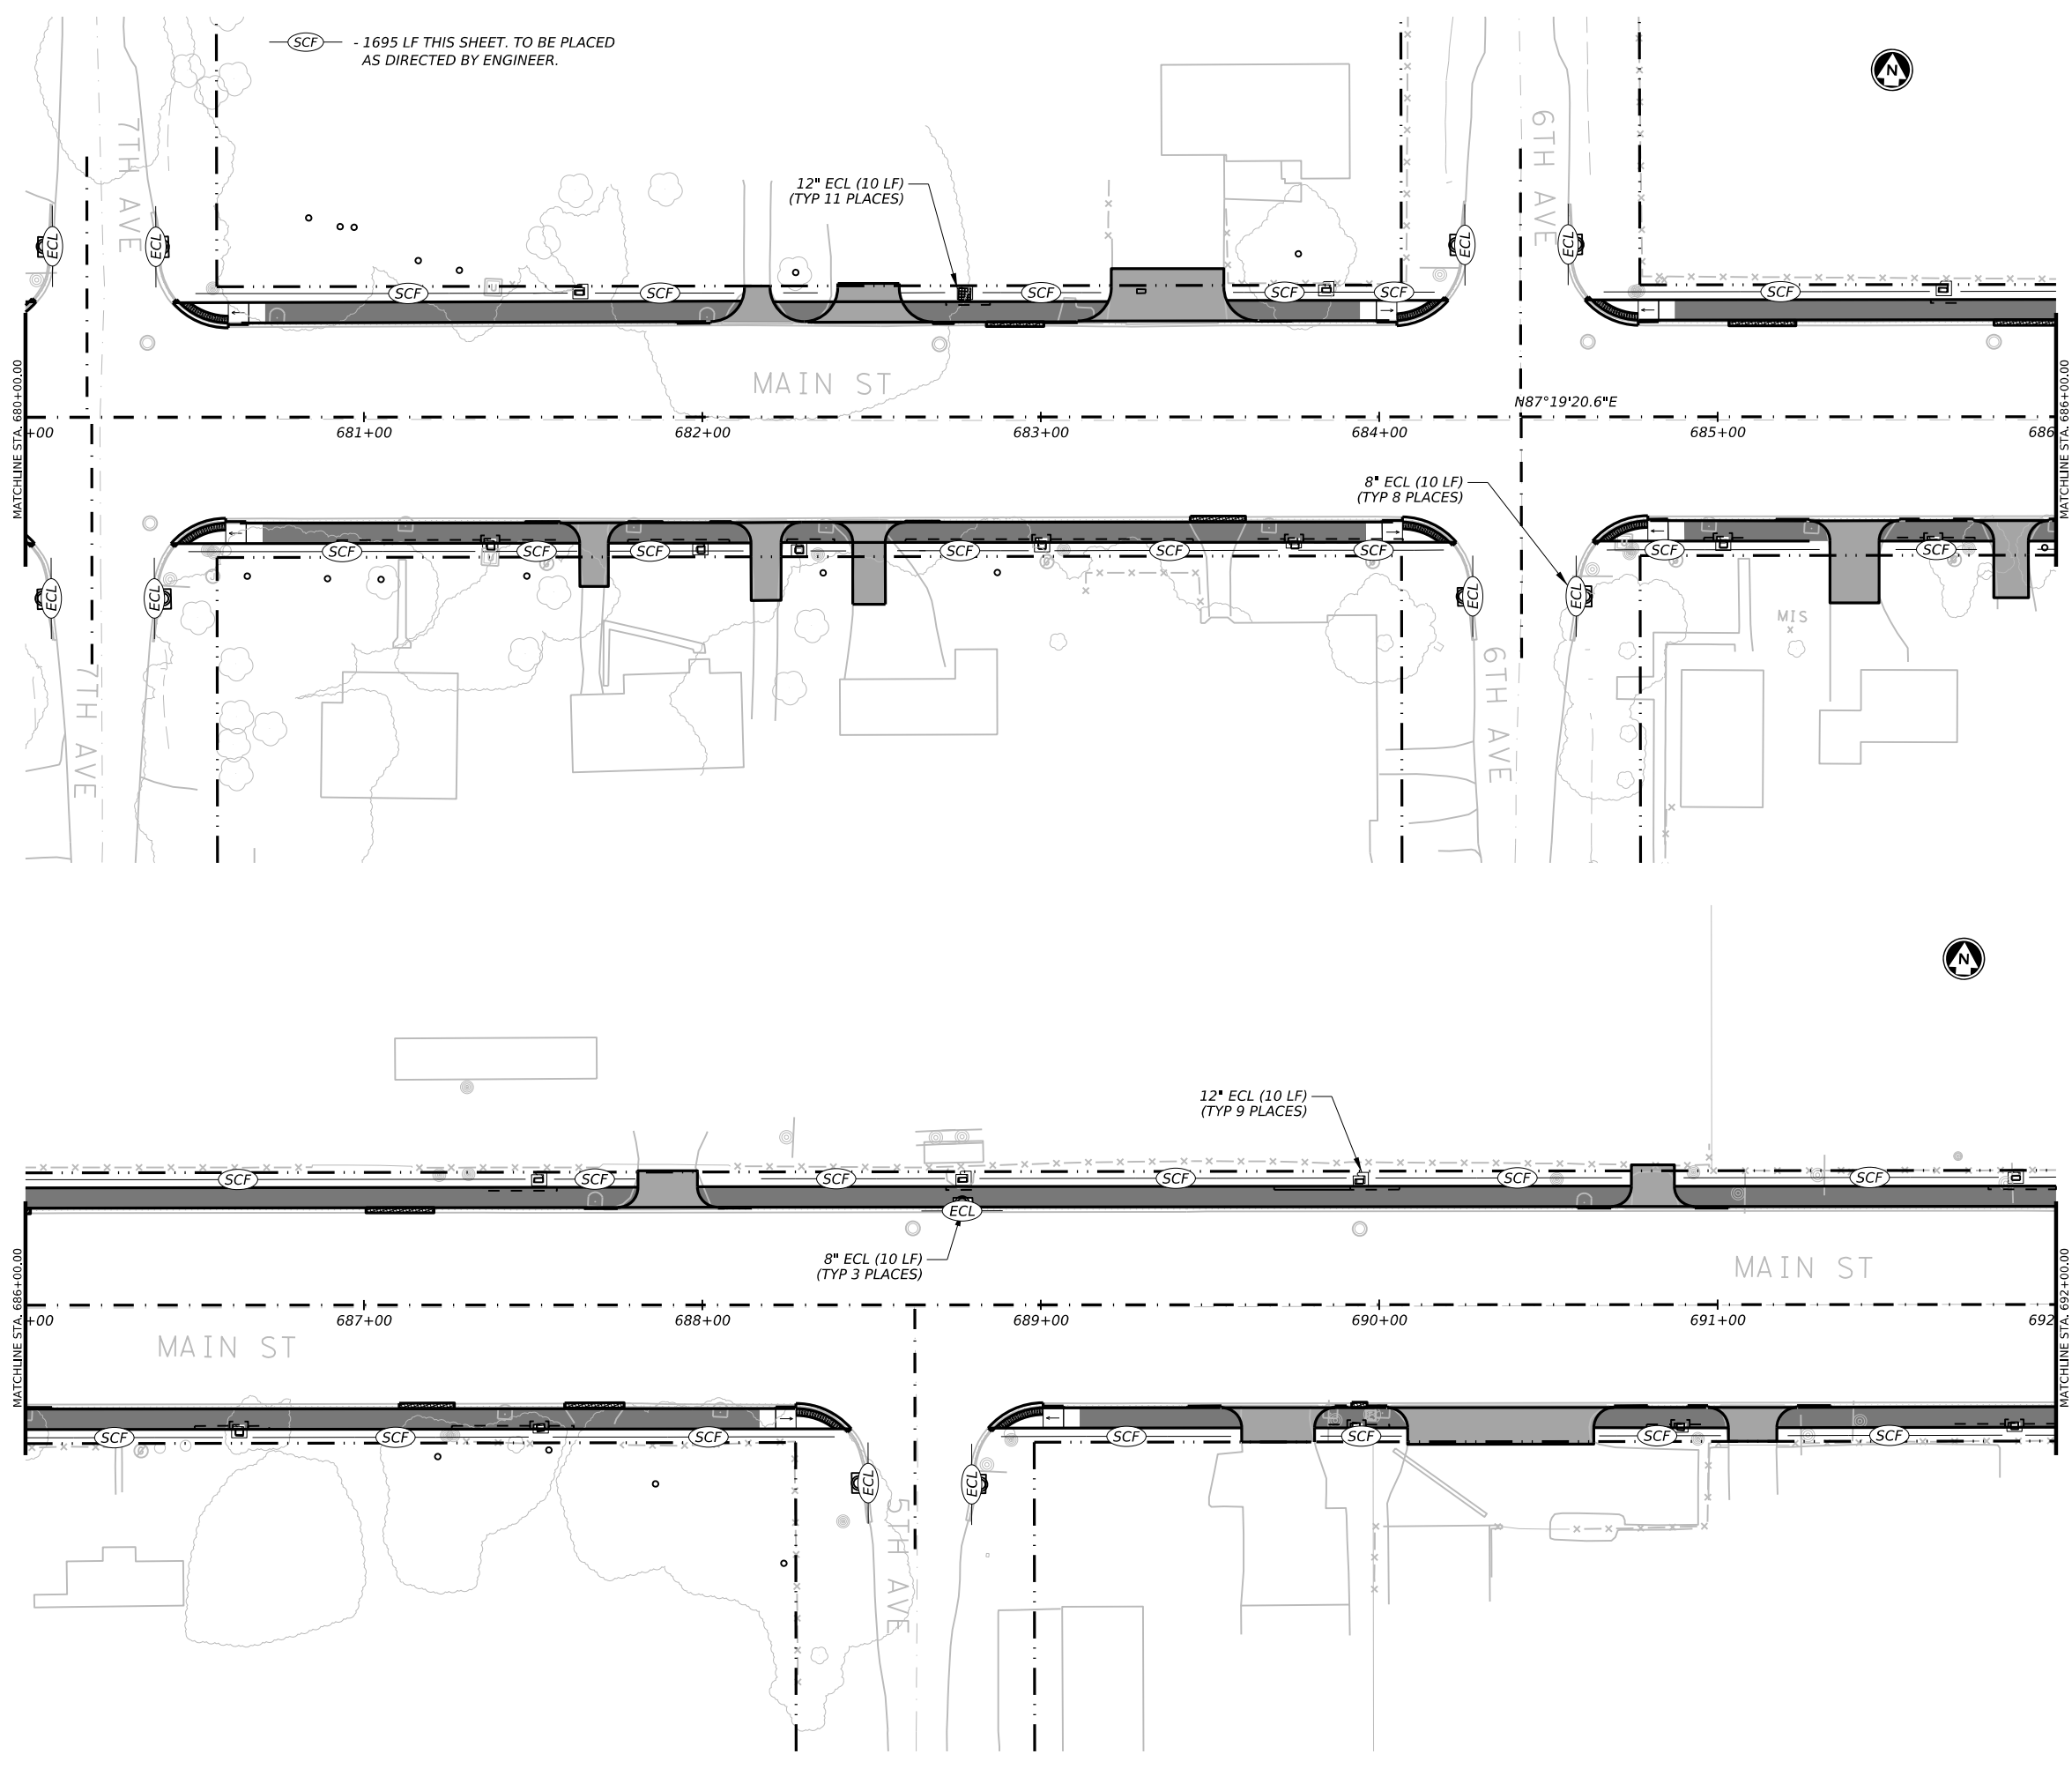 SCF - 1695 LF THIS SHEET. TO BE PLACED
AS DIRECTED BY ENGINEER.
N
7TH AVE
6TH AVE
12" ECL (10 LF)
(TYP 11 PLACES)
ECL
ECL
ECL
ECL
SCF
SCF
SCF
SCF
SCF
SCF
MAIN ST
N87°19'20.6"E
MATCHLINE STA. 680+00.00
+00
681+00
682+00
683+00
684+00
685+00
686
MATCHLINE STA. 686+00.00
8" ECL (10 LF)
(TYP 8 PLACES)
SCF
SCF
SCF
SCF
SCF
SCF
SCF
SCF
ECL
ECL
ECL
ECL
MIS
7TH AVE
6TH AVE
N
12" ECL (10 LF)
(TYP 9 PLACES)
SCF
SCF
SCF
SCF
SCF
SCF
ECL
8" ECL (10 LF)
(TYP 3 PLACES)
MAIN ST
MATCHLINE STA. 686+00.00
+00
687+00
688+00
689+00
690+00
691+00
692
MATCHLINE STA. 692+00.00
MAIN ST
SCF
SCF
SCF
SCF
SCF
SCF
SCF
ECL
ECL
5TH AVE